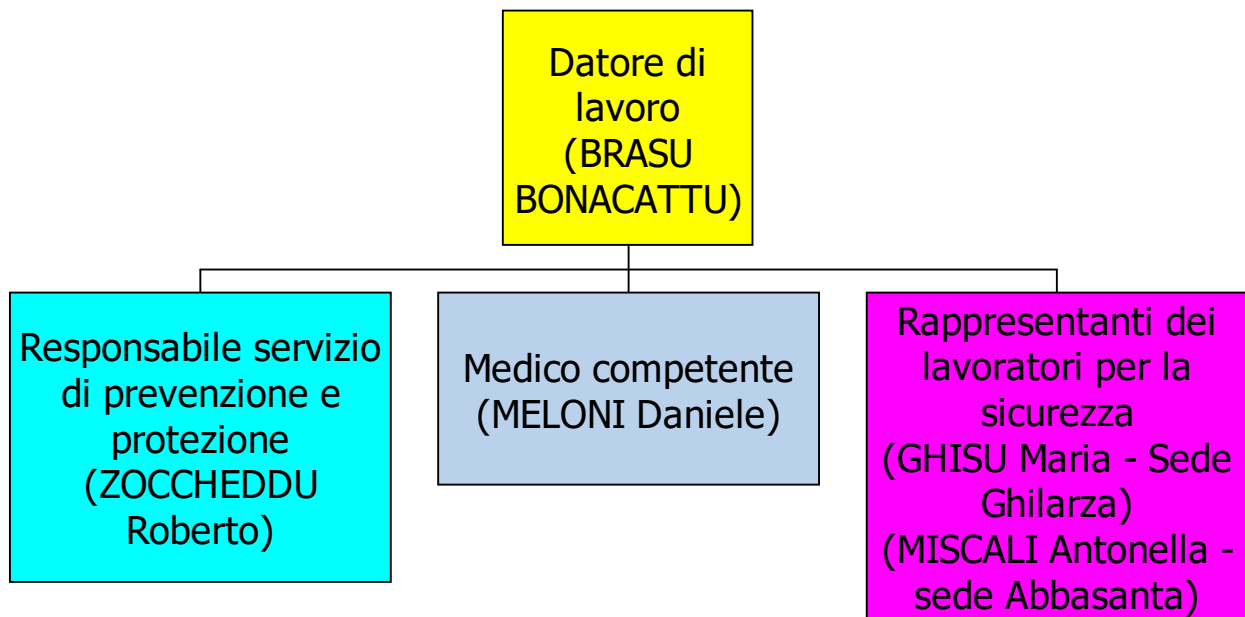 Datore di
lavoro
(BRASU
BONACATTU)
Responsabile servizio
di prevenzione e
protezione
(ZOCCHEDDU
Roberto)
Medico competente
(MELONI Daniele)
Rappresentanti dei
lavoratori per la
sicurezza
(GHISU Maria - Sede
Ghilarza)
(MISCALI Antonella -
sede Abbasanta)